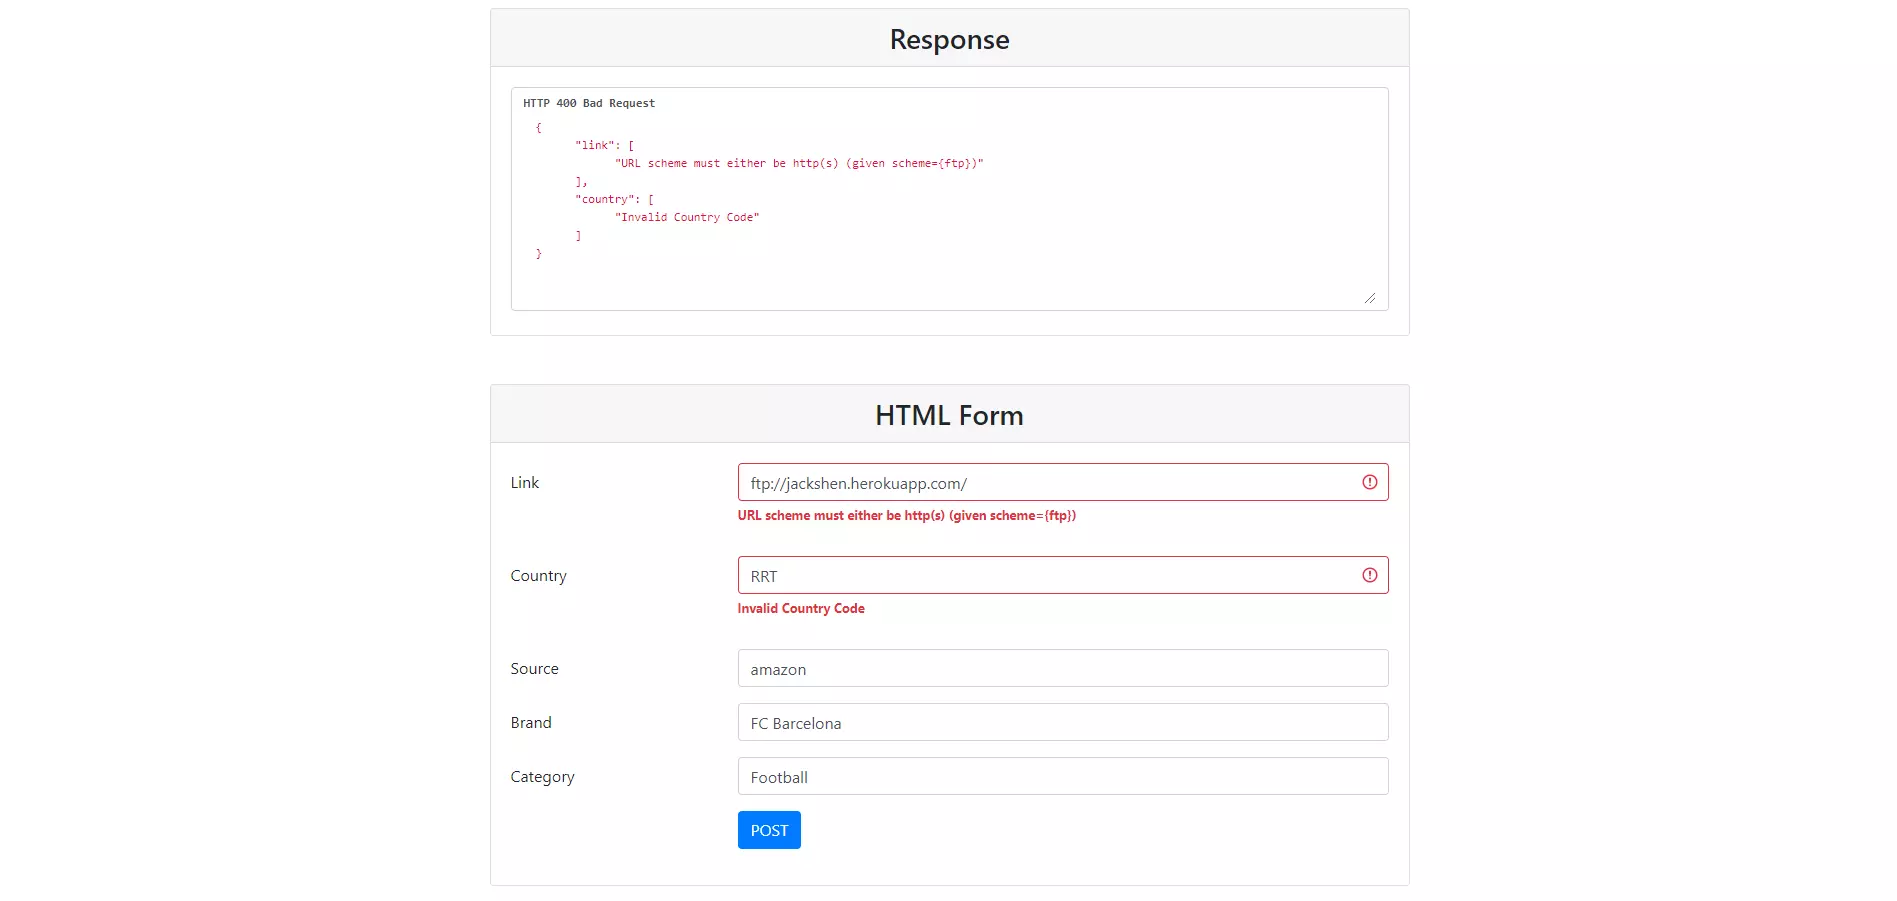 Response
HTTP 400 Bad Request
{
"link": [
"URL scheme must either be http(s) (given scheme={ftp})"
],
"country": [
"Invalid Country Code"
]
}
HTML Form
Link
ftp://jackshen.herokuapp.com/
URL scheme must either be http(s) (given scheme={ftp})
Country
RRT
Invalid Country Code
Source
amazon
Brand
FC Barcelona
Category
Football
POST